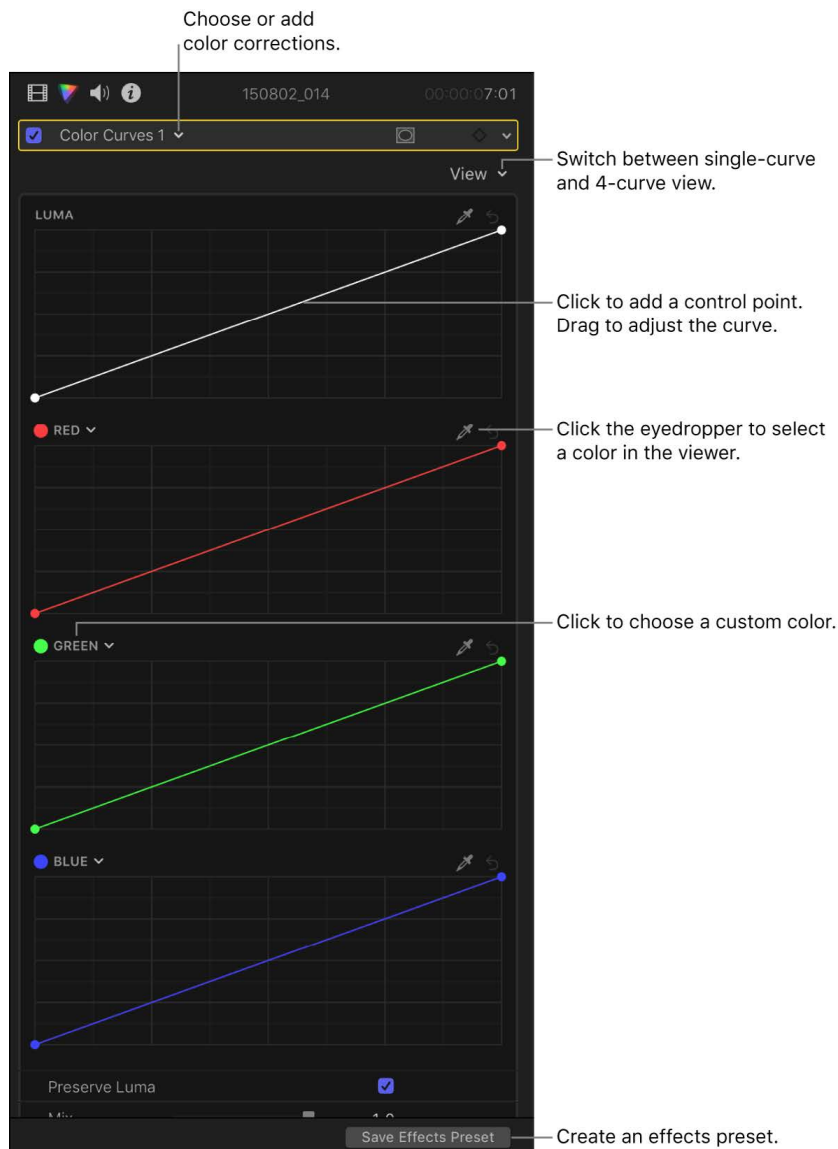 Choose or add
color corrections.
150802_014
00:00:07:01
Color Curves 1
View
Switch between single-curve
and 4-curve view.
LUMA
Click to add a control point.
Drag to adjust the curve.
RED
Click the eyedropper to select
a color in the viewer.
Click to choose a custom color.
GREEN
BLUE
Preserve Luma
Mix 1.0
Save Effects Preset
Create an effects preset.